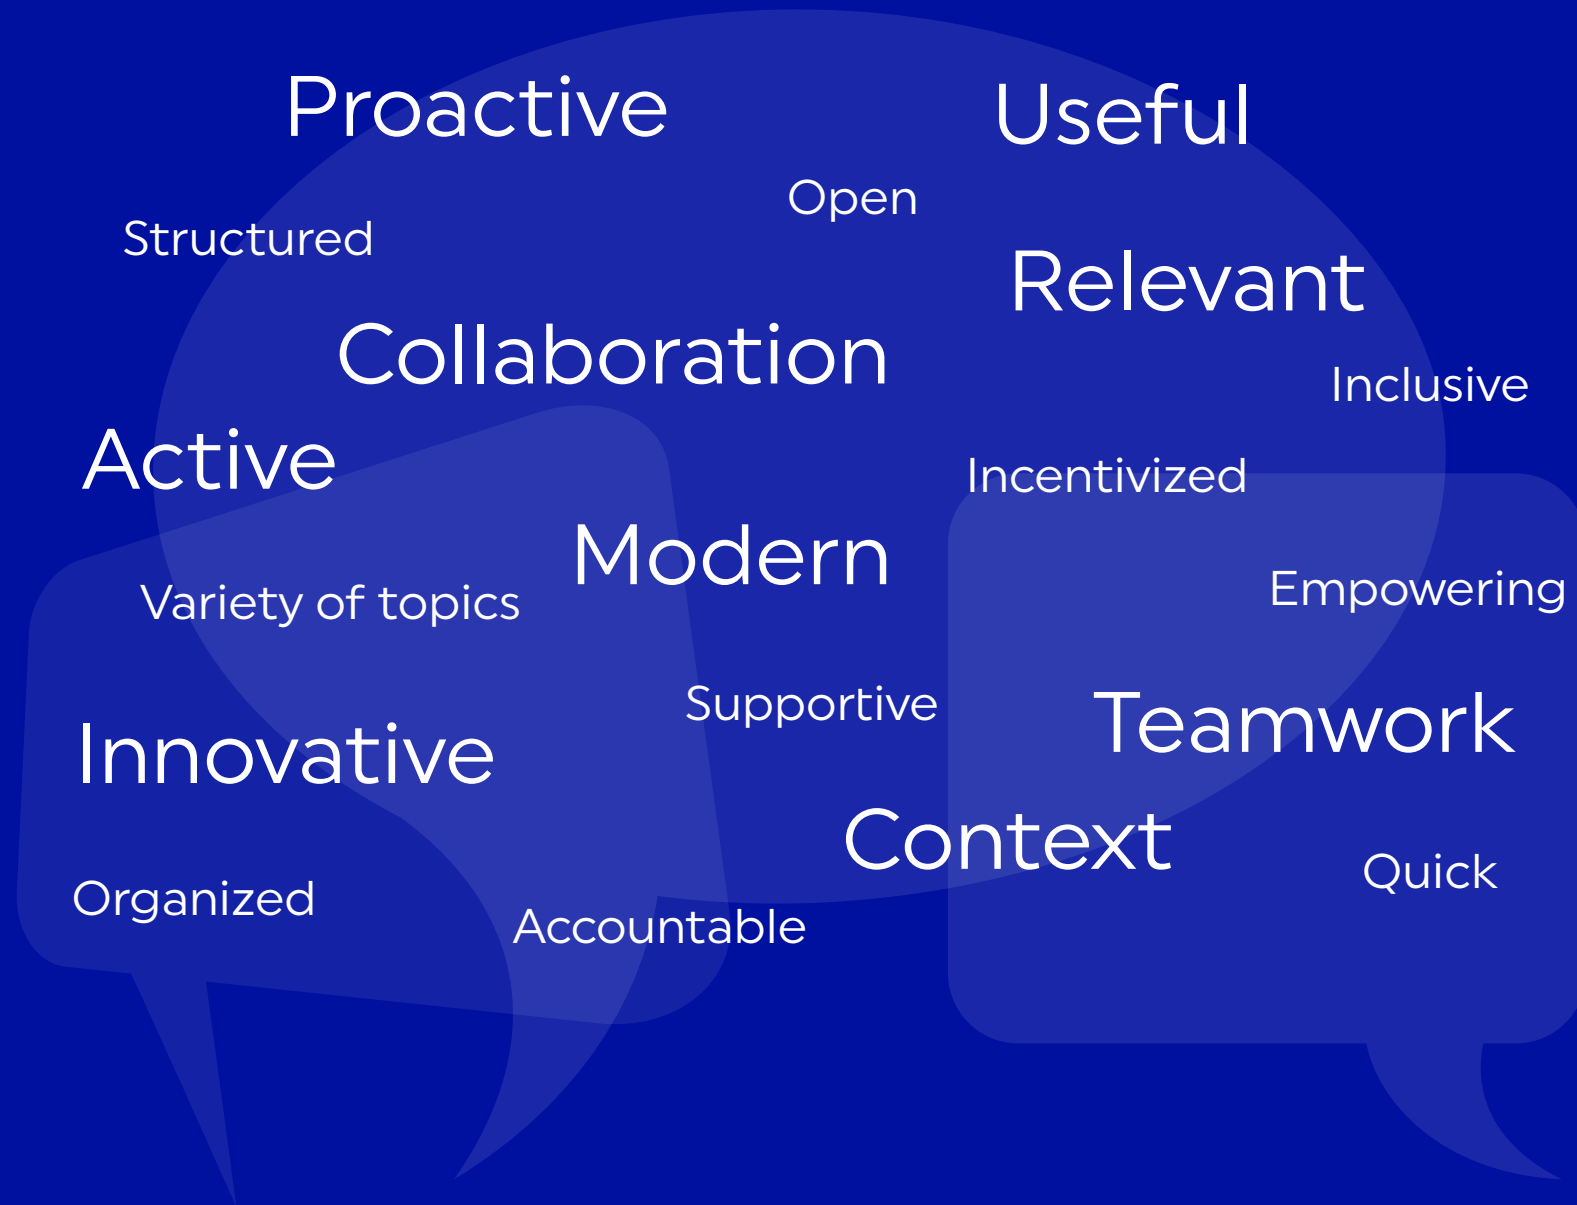 Proactive
Useful
Open
Structured
Relevant
Collaboration
Inclusive
Active
Incentivized
Modern
Empowering
Variety of topics
Supportive
Teamwork
Innovative
Context
Quick
Organized
Accountable